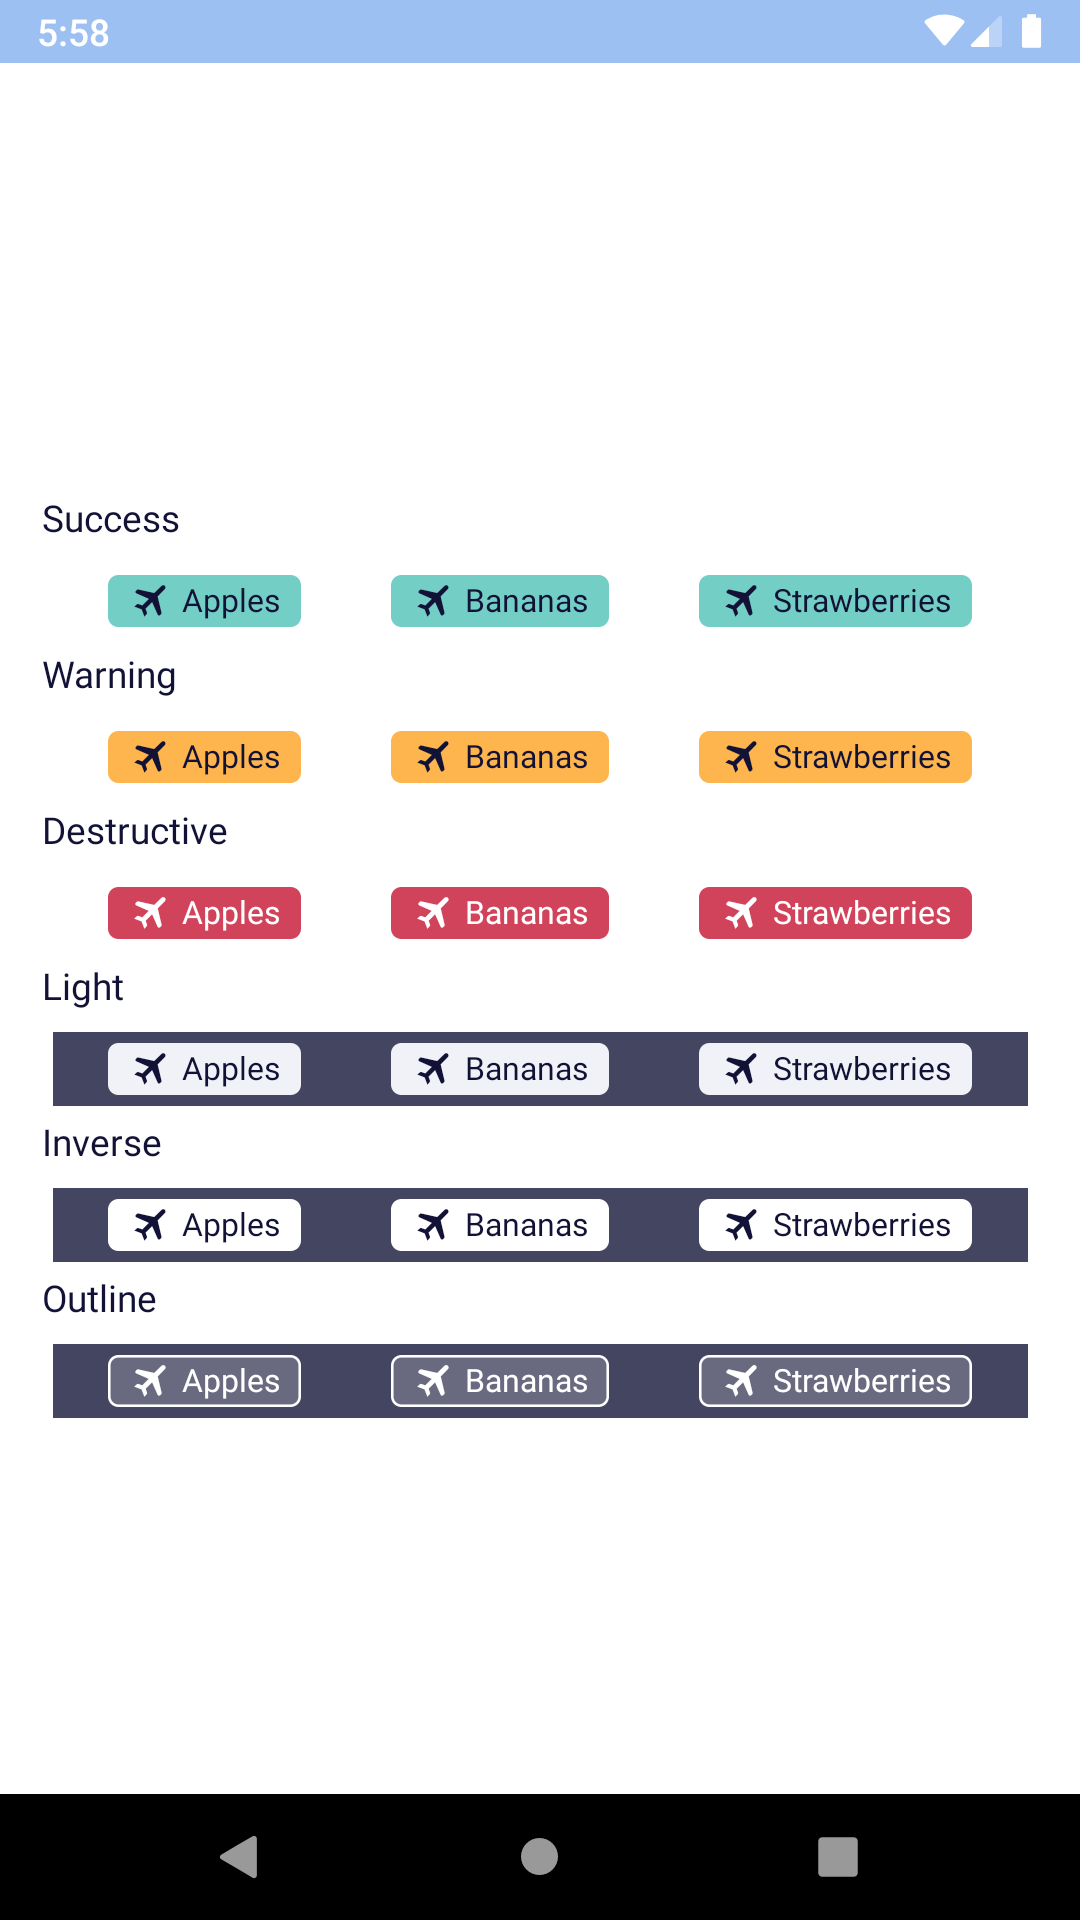 5:58
Success
Apples Bananas Strawberries
Warning
Apples Bananas Strawberries
Destructive
Apples Bananas Strawberries
Light
Apples Bananas Strawberries
Inverse
Apples Bananas Strawberries
Outline
Apples Bananas Strawberries